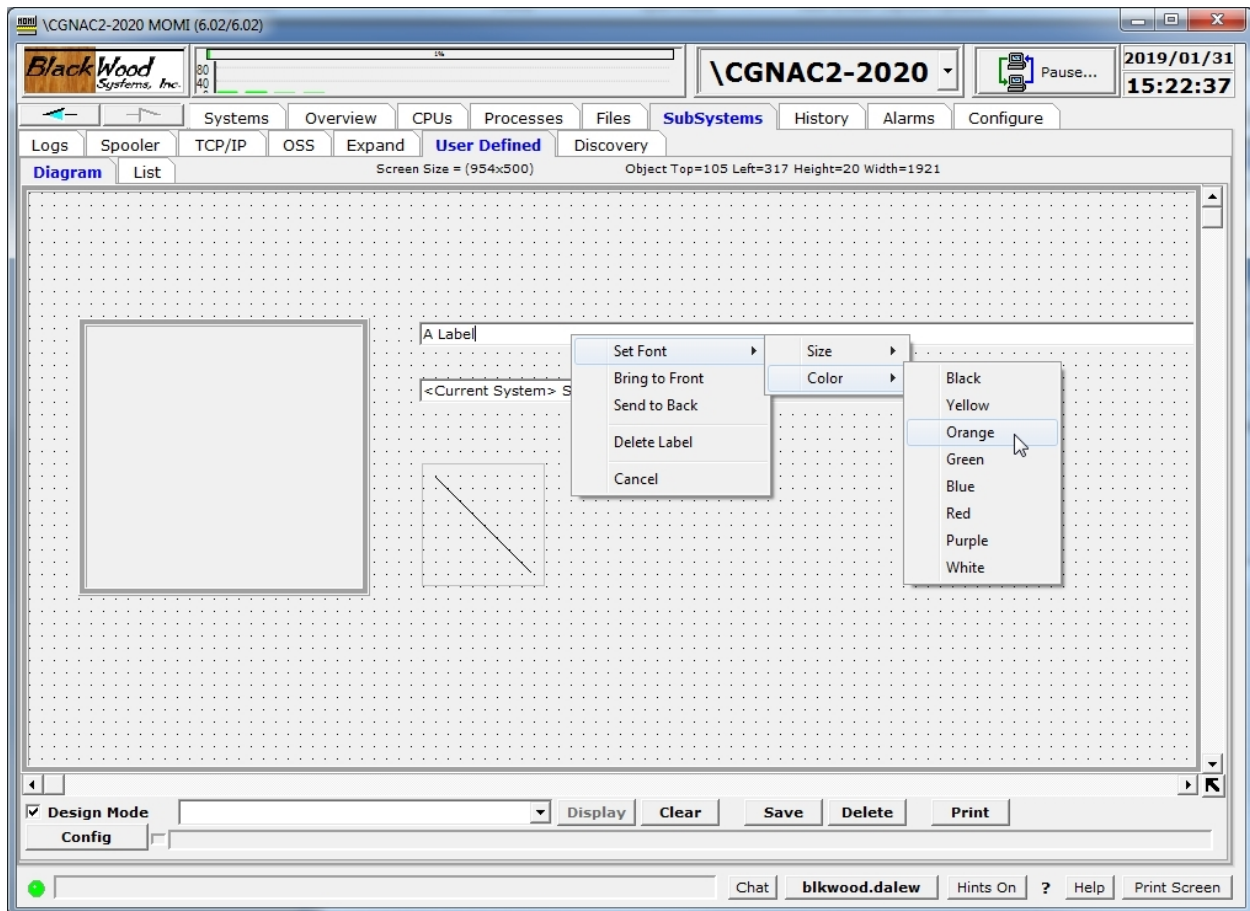 MOMI \CGNAC2-2020 MOMI (6.02/6.02)
BlackWood
Systems, Inc.
80
40
1%
\CGNAC2-2020
Pause...
2019/01/31
15:22:37
Systems Overview CPUs Processes Files SubSystems History Alarms Configure
Logs Spooler TCP/IP OSS Expand User Defined Discovery
Diagram List Screen Size = (954x500) Object Top=105 Left=317 Height=20 Width=1921
A Label
<Current System> S
Set Font
Bring to Front
Send to Back
Delete Label
Cancel
Size
Color
Black
Yellow
Orange
Green
Blue
Red
Purple
White
Design Mode Display Clear Save Delete Print
Config
Chat blkwood.dalew Hints On ? Help Print Screen